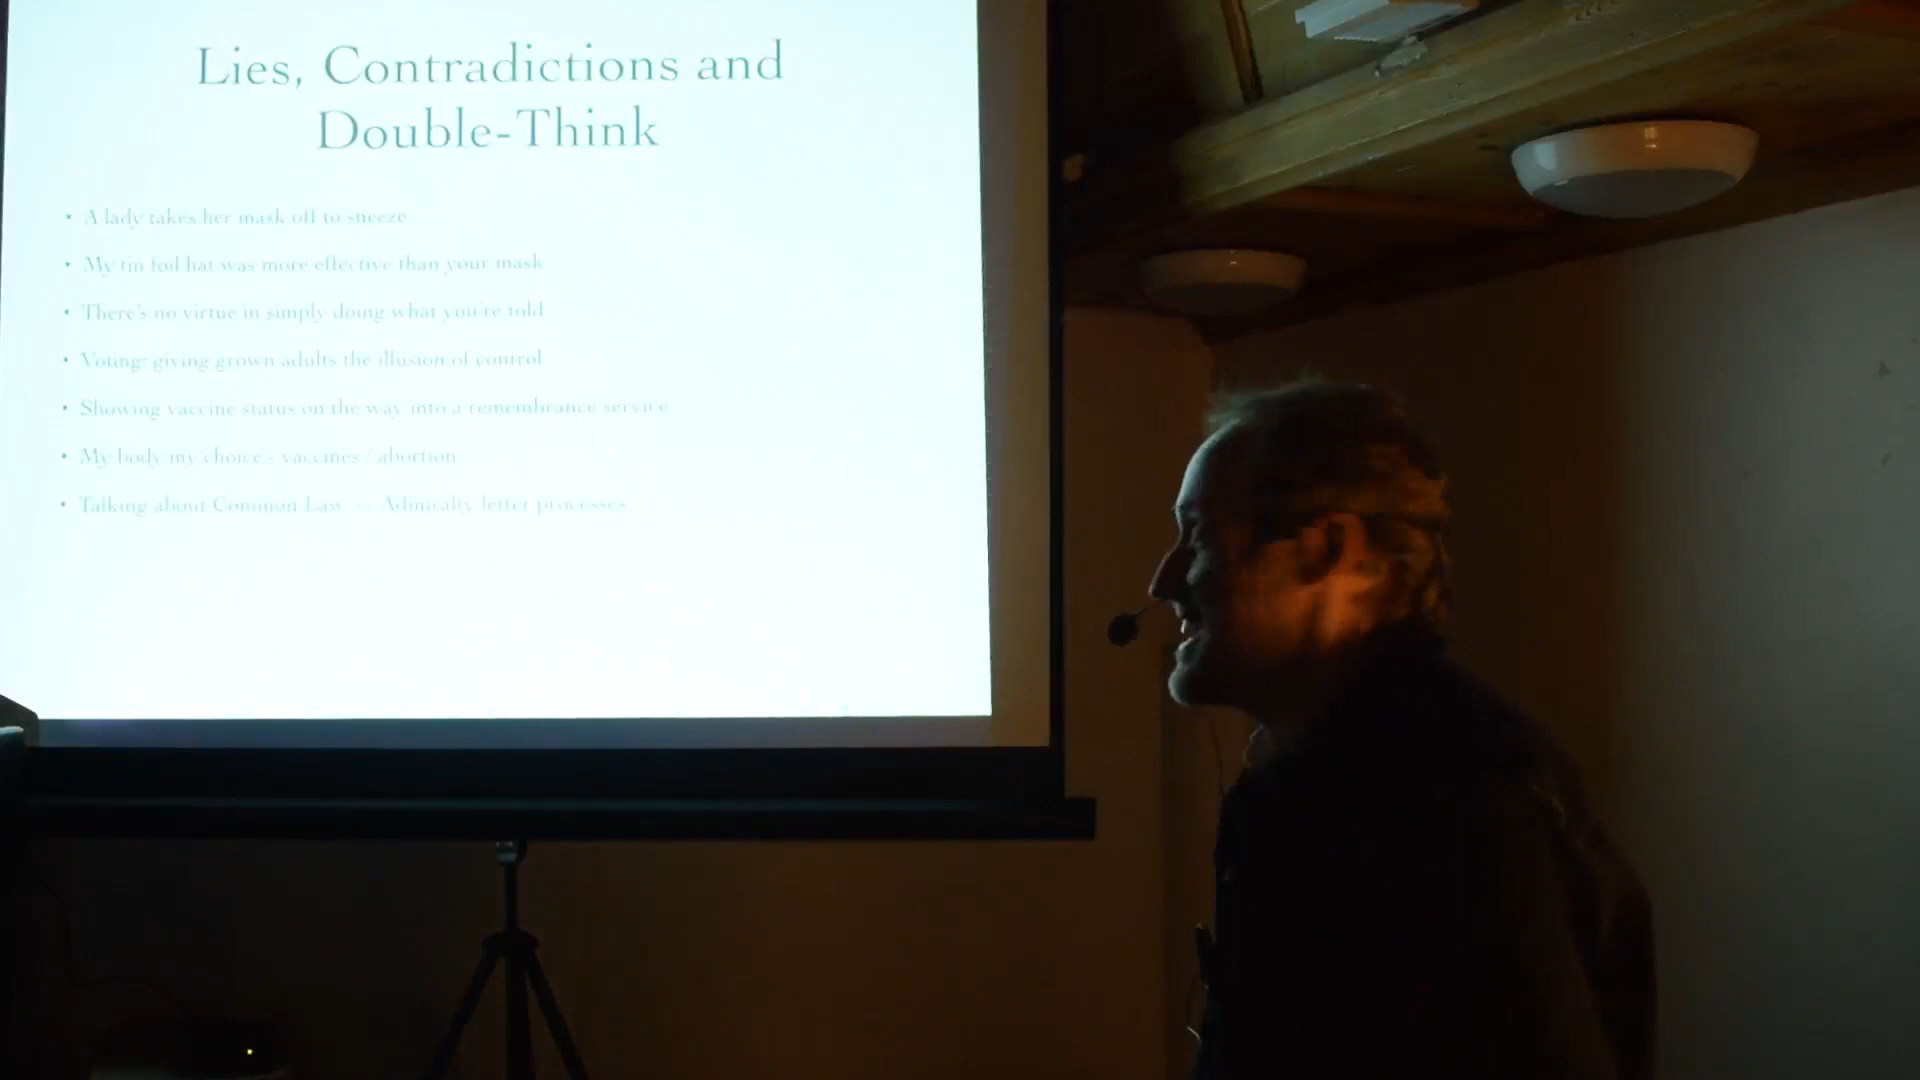 Lies, Contradictions and
Double-Think
• A lady takes her mask off to sneeze
• My tin foil hat was more effective than your mask
• There's no virtue in simply doing what you're told
• Voting: giving grown adults the illusion of control
• Showing vaccine status on the way into a remembrance service
• My body my choice - vaccines / abortion
• Talking about Common Law Admiralty letter processes